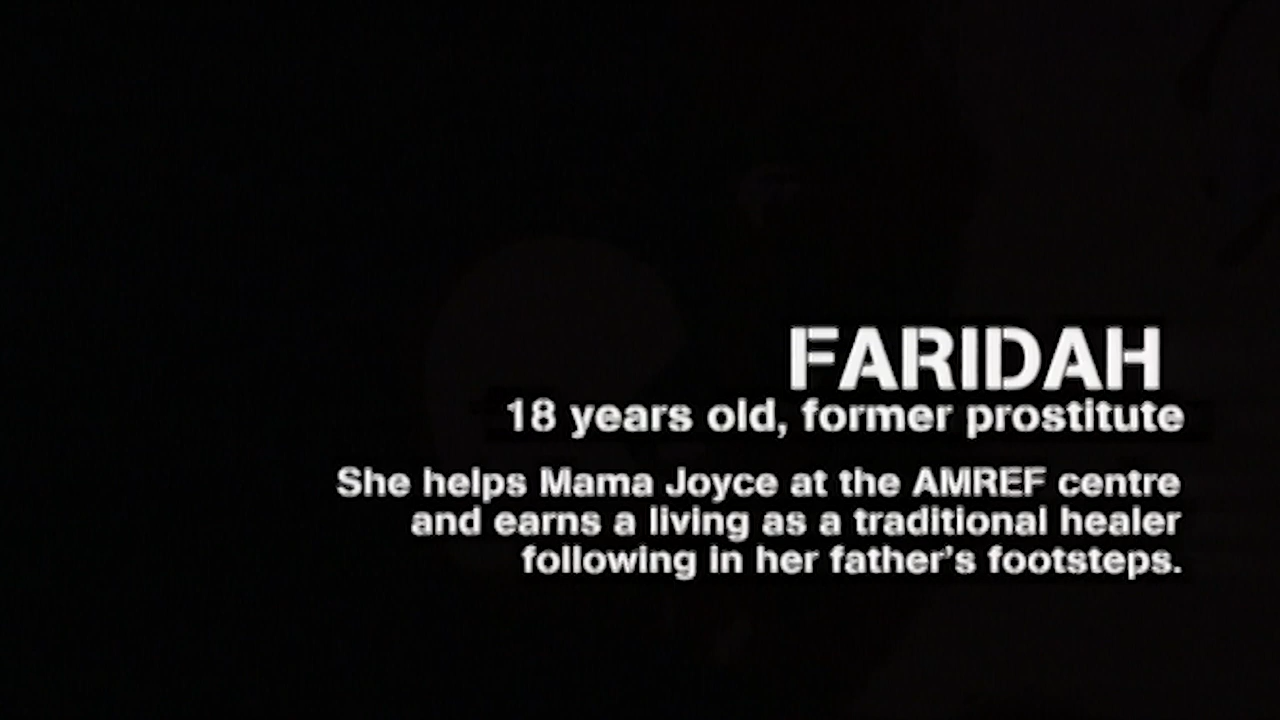 FARIDAH
18 years old, former prostitute
She helps Mama Joyce at the AMREF centre
and earns a living as a traditional healer
following in her father's footsteps.